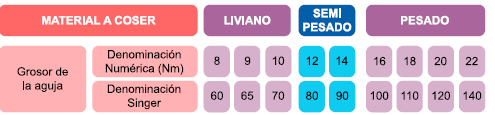 MATERIAL A COSER LIVIANO SEMI PESADO PESADO
Grosor de la aguja
Denominación Numérica (Nm) 8 9 10 12 14 16 18 20 22
Denominación Singer 60 65 70 80 90 100 110 120 140